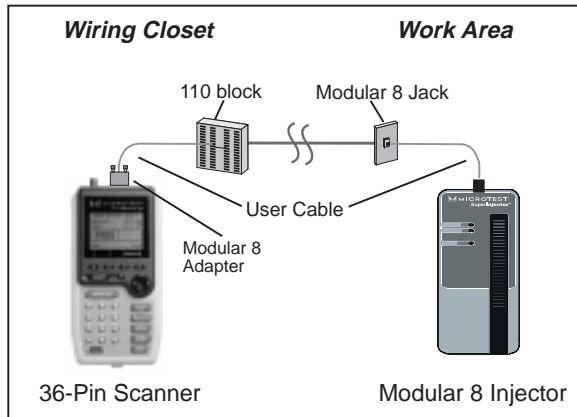 Wiring Closet
Work Area
110 block
Modular 8 Jack
User Cable
Modular 8
Adapter
MICROTEST
SuperInjector™
36-Pin Scanner
Modular 8 Injector